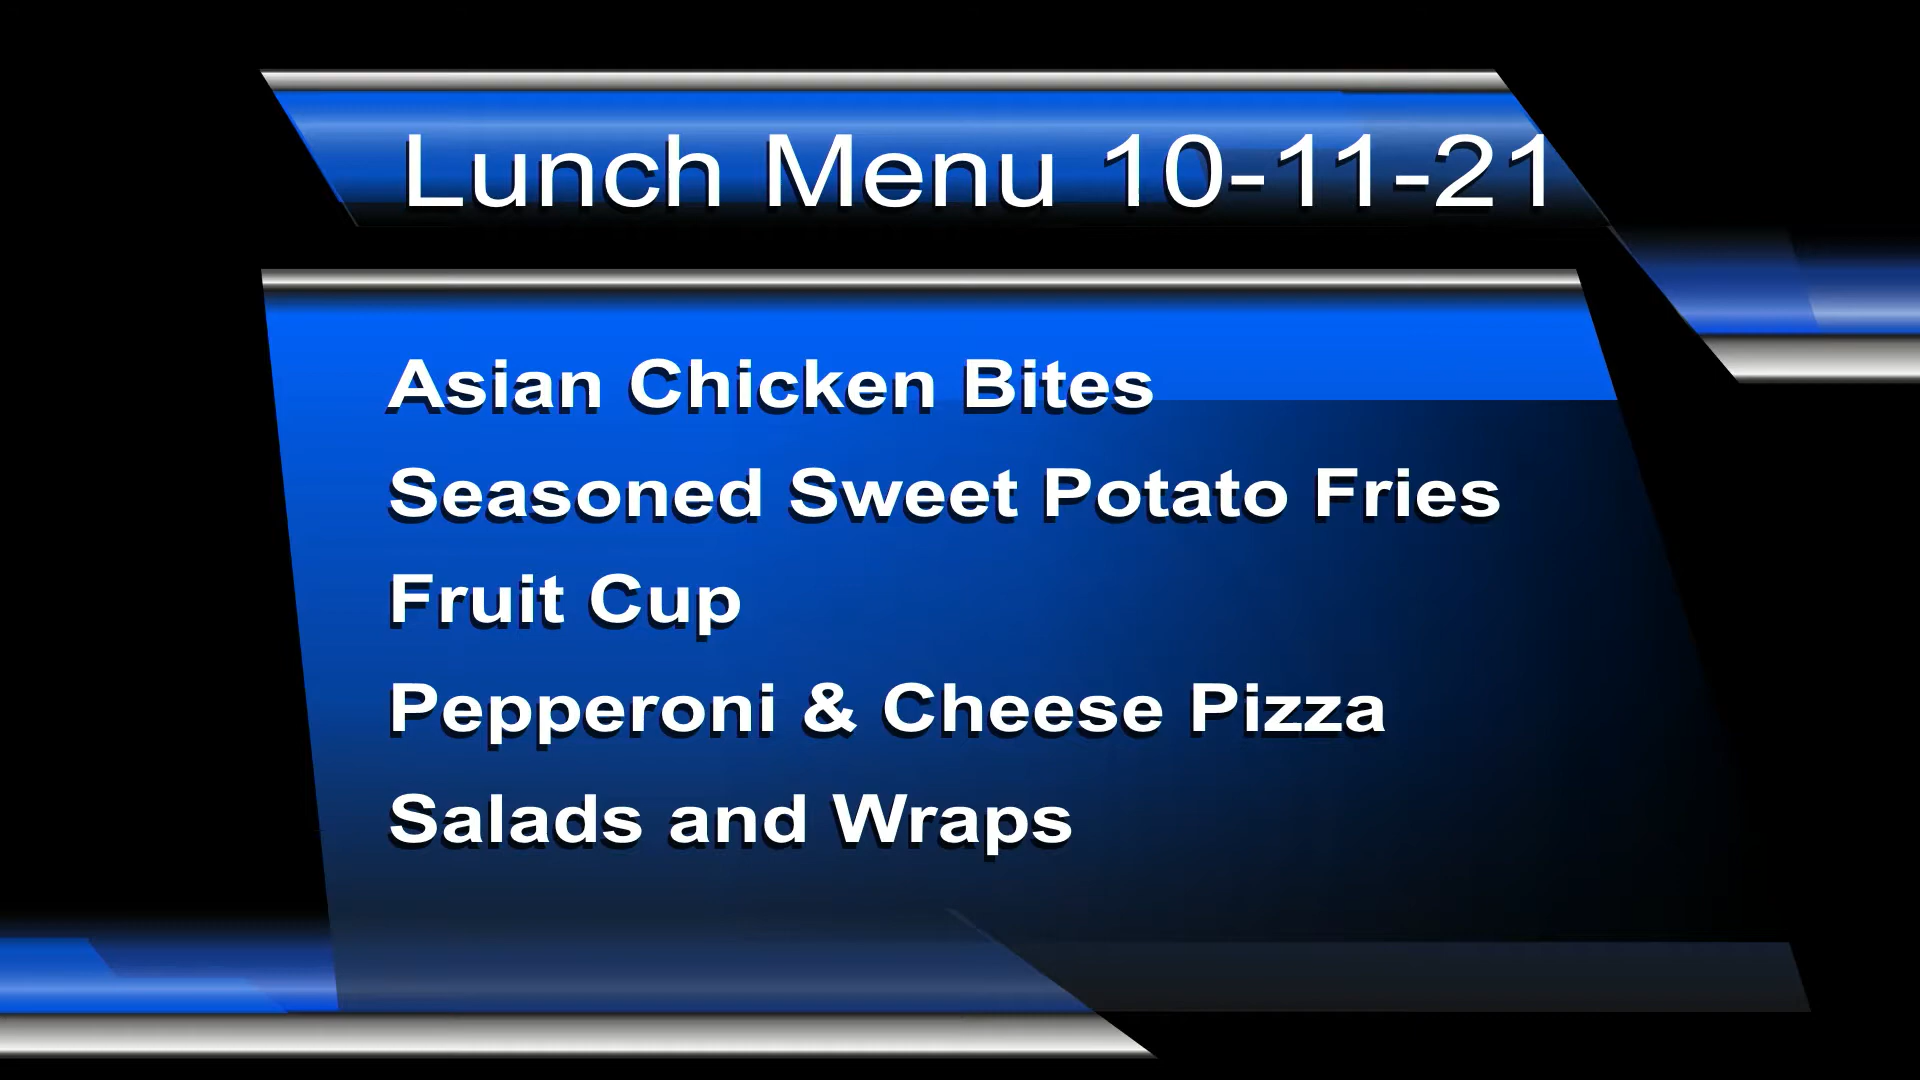 Lunch Menu 10-11-21
Asian Chicken Bites
Seasoned Sweet Potato Fries
Fruit Cup
Pepperoni & Cheese Pizza
Salads and Wraps